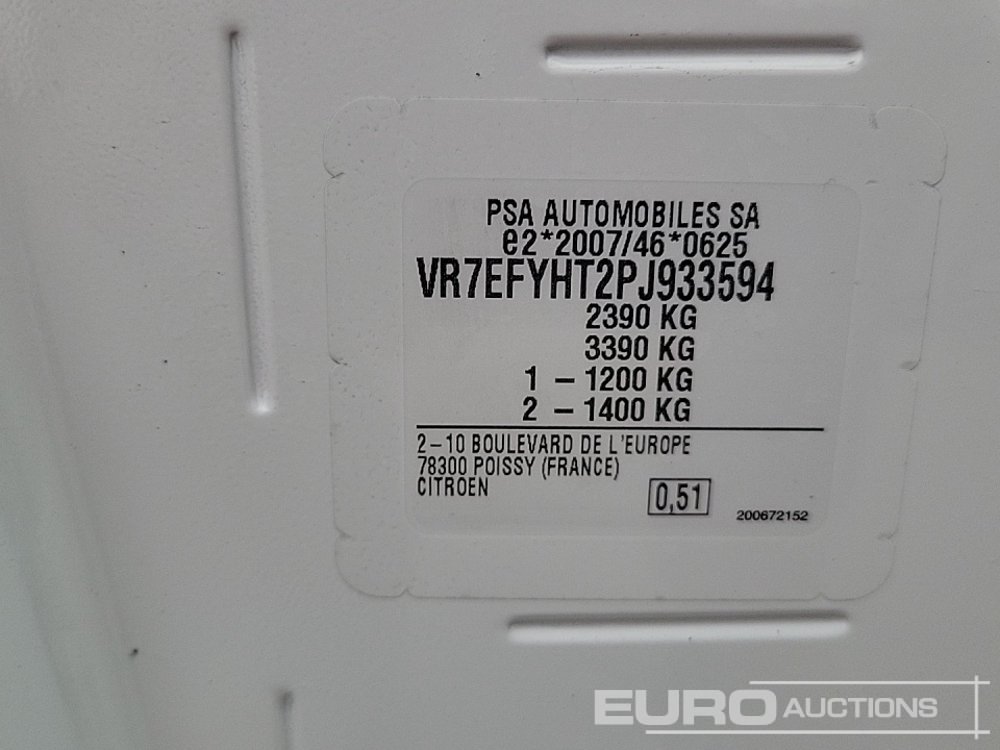 PSA AUTOMOBILES SA
e2*2007/46*0625
VR7EFYHT2PJ933594
2390 KG
3390 KG
1 – 1200 KG
2 – 1400 KG
2–10 BOULEVARD DE L'EUROPE
78300 POISSY (FRANCE)
CITROEN
0,51
200672152
EURO AUCTIONS